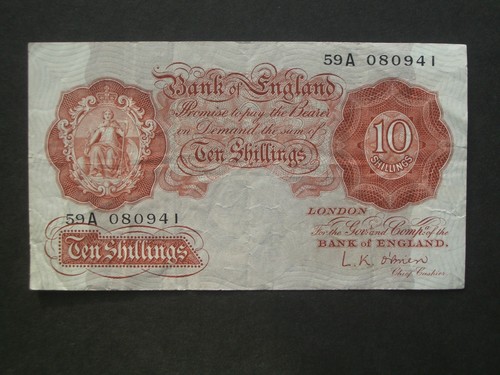 59A 080941
Bank of England
Promise to pay the Bearer
on Demand the sum of
Ten Shillings
10
SHILLINGS
59A 080941
Ten Shillings
LONDON
For the Govr. and Compa. of the
BANK OF ENGLAND.
L.K. O'Brien
Chief Cashier